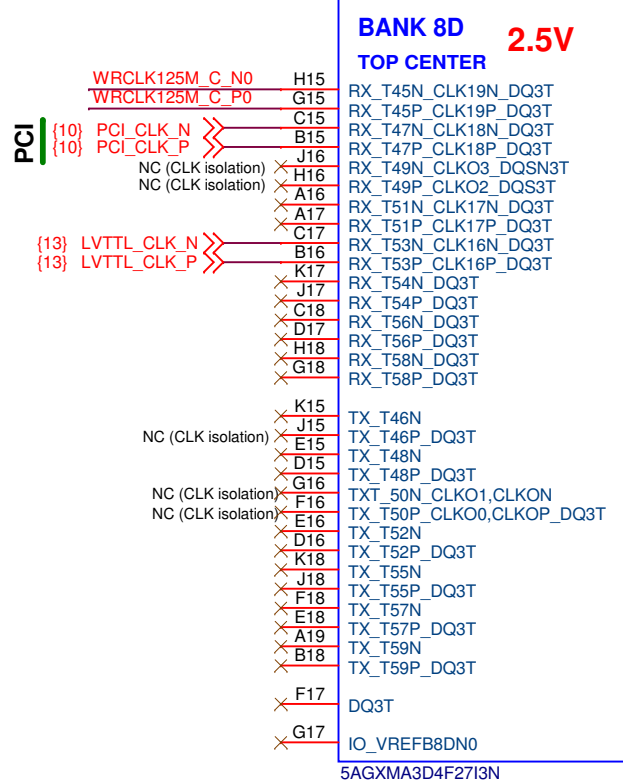 BANK 8D 2.5V
TOP CENTER
WRCLK125M_C_N0 H15 RX_T45N_CLK19N_DQ3T
WRCLK125M_C_P0 G15 RX_T45P_CLK19P_DQ3T
PCI
{10} PCI_CLK_N C15 RX_T47N_CLK18N_DQ3T
{10} PCI_CLK_P B15 RX_T47P_CLK18P_DQ3T
NC (CLK isolation) J16 RX_T49N_CLKO3_DQSN3T
NC (CLK isolation) H16 RX_T49P_CLKO2_DQS3T
A16 RX_T51N_CLK17N_DQ3T
A17 RX_T51P_CLK17P_DQ3T
{13} LVTTL_CLK_N C17 RX_T53N_CLK16N_DQ3T
{13} LVTTL_CLK_P B16 RX_T53P_CLK16P_DQ3T
K17 RX_T54N_DQ3T
J17 RX_T54P_DQ3T
C18 RX_T56N_DQ3T
D17 RX_T56P_DQ3T
H18 RX_T58N_DQ3T
G18 RX_T58P_DQ3T
K15 TX_T46N
NC (CLK isolation) J15 TX_T46P_DQ3T
E15 TX_T48N
D15 TX_T48P_DQ3T
NC (CLK isolation) G16 TXT_50N_CLKO1,CLKON
NC (CLK isolation) F16 TX_T50P_CLKO0,CLKOP_DQ3T
E16 TX_T52N
D16 TX_T52P_DQ3T
K18 TX_T55N
J18 TX_T55P_DQ3T
F18 TX_T57N
E18 TX_T57P_DQ3T
A19 TX_T59N
B18 TX_T59P_DQ3T
F17 DQ3T
G17 IO_VREFB8DN0
5AGXMA3D4F27I3N